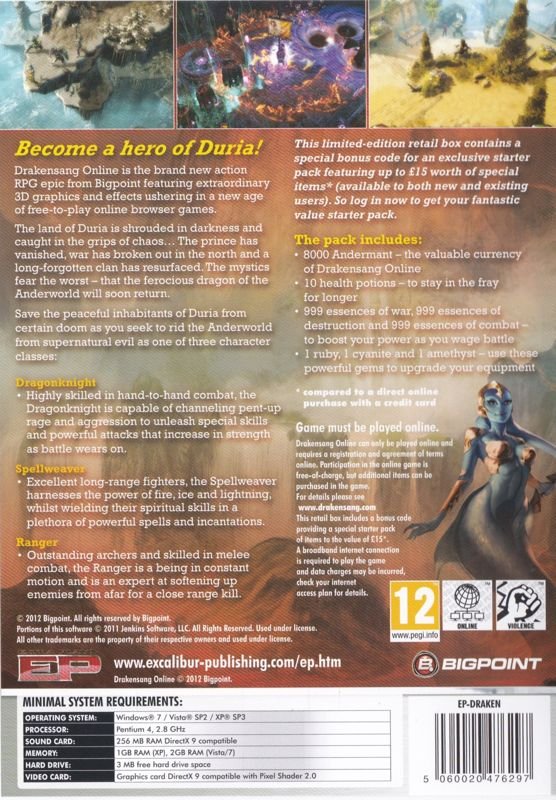 Become a hero of Duria!
Drakensang Online is the brand new action
RPG epic from Bigpoint featuring extraordinary
3D graphics and effects ushering in a new age
of free-to-play online browser games.
The land of Duria is shrouded in darkness and
caught in the grips of chaos... The prince has
vanished, war has broken out in the north and a
long-forgotten clan has resurfaced. The mystics
fear the worst – that the ferocious dragon of the
Anderworld will soon return.
Save the peaceful inhabitants of Duria from
certain doom as you seek to rid the Anderworld
from supernatural evil as one of three character
classes:
Dragonknight
• Highly skilled in hand-to-hand combat, the
Dragonknight is capable of channeling pent-up
rage and aggression to unleash special skills
and powerful attacks that increase in strength
as battle wears on.
Spellweaver
• Excellent long-range fighters, the Spellweaver
harnesses the power of fire, ice and lightning,
whilst wielding their spiritual skills in a
plethora of powerful spells and incantations.
Ranger
• Outstanding archers and skilled in melee
combat, the Ranger is a being in constant
motion and is an expert at softening up
enemies from afar for a close range kill.
This limited-edition retail box contains a
special bonus code for an exclusive starter
pack featuring up to £15 worth of special
items* (available to both new and existing
users). So log in now to get your fantastic
value starter pack.
The pack includes:
• 8000 Andermant – the valuable currency
of Drakensang Online
• 10 health potions – to stay in the fray
for longer
• 999 essences of war, 999 essences of
destruction and 999 essences of combat –
to boost your power as you wage battle
• 1 ruby, 1 cyanite and 1 amethyst – use these
powerful gems to upgrade your equipment
* compared to a direct online
purchase with a credit card
Game must be played online.
Drakensang Online can only be played online and
requires a registration and agreement of terms
online. Participation in the online game is
free-of-charge, but additional items can be
purchased in the game.
For details please see
www.drakensang.com
This retail box includes a bonus code
providing a special starter pack
of items to the value of £15*.
A broadband internet connection
is required to play the game
and data charges may be incurred,
check your internet
access plan for details.
© 2012 Bigpoint. All rights reserved by Bigpoint.
Portions of this software © 2011 Jenkins Software, LLC. All Rights Reserved. Used under license.
All other trademarks are the property of their respective owners and used under license.
12
www.pegi.info
ONLINE
VIOLENCE
EP
www.excalibur-publishing.com/ep.htm
Drakensang Online © 2012 Bigpoint.
BIGPOINT
MINIMAL SYSTEM REQUIREMENTS:
OPERATING SYSTEM: Windows® 7 / Vista® SP2 / XP® SP3
PROCESSOR: Pentium 4, 2.8 GHz
SOUND CARD: 256 MB RAM DirectX 9 compatible
MEMORY: 1GB RAM (XP), 2GB RAM (Vista/7)
HARD DRIVE: 3 MB free hard drive space
VIDEO CARD: Graphics card DirectX 9 compatible with Pixel Shader 2.0
EP-DRAKEN
5 060020 476297